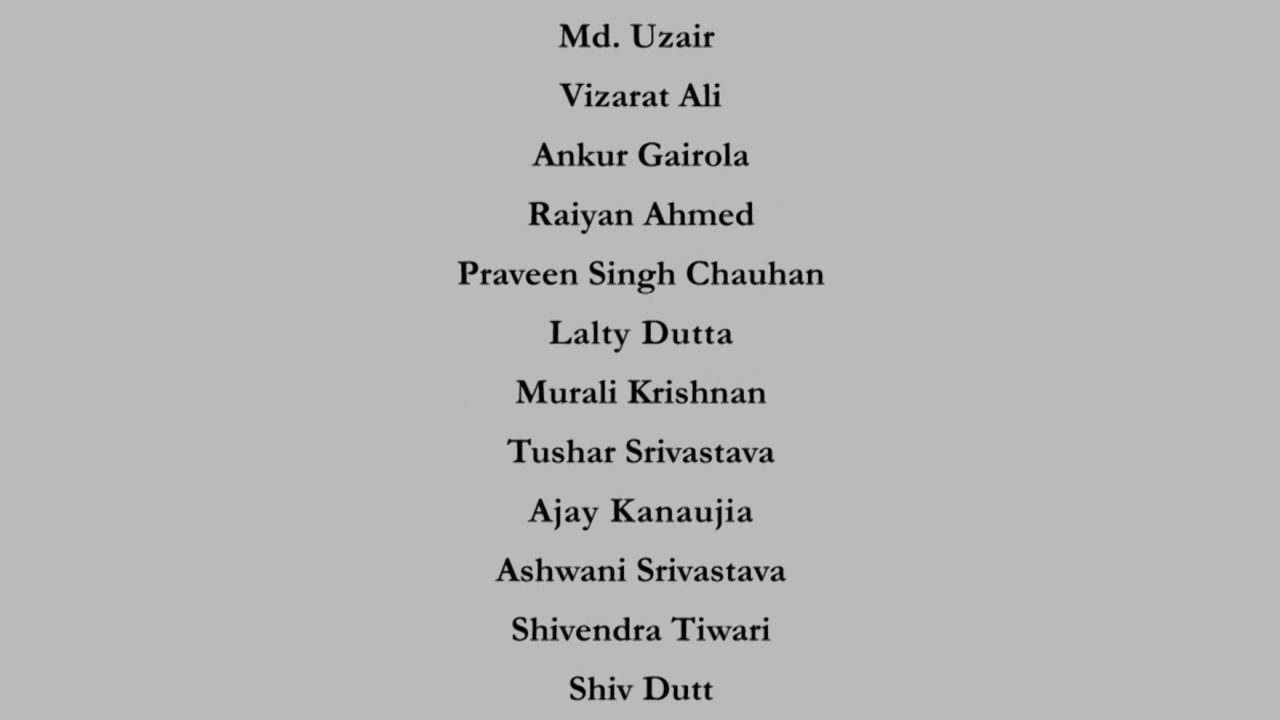 Md. Uzair
Vizarat Ali
Ankur Gairola
Raiyan Ahmed
Praveen Singh Chauhan
Lalty Dutta
Murali Krishnan
Tushar Srivastava
Ajay Kanaujia
Ashwani Srivastava
Shivendra Tiwari
Shiv Dutt